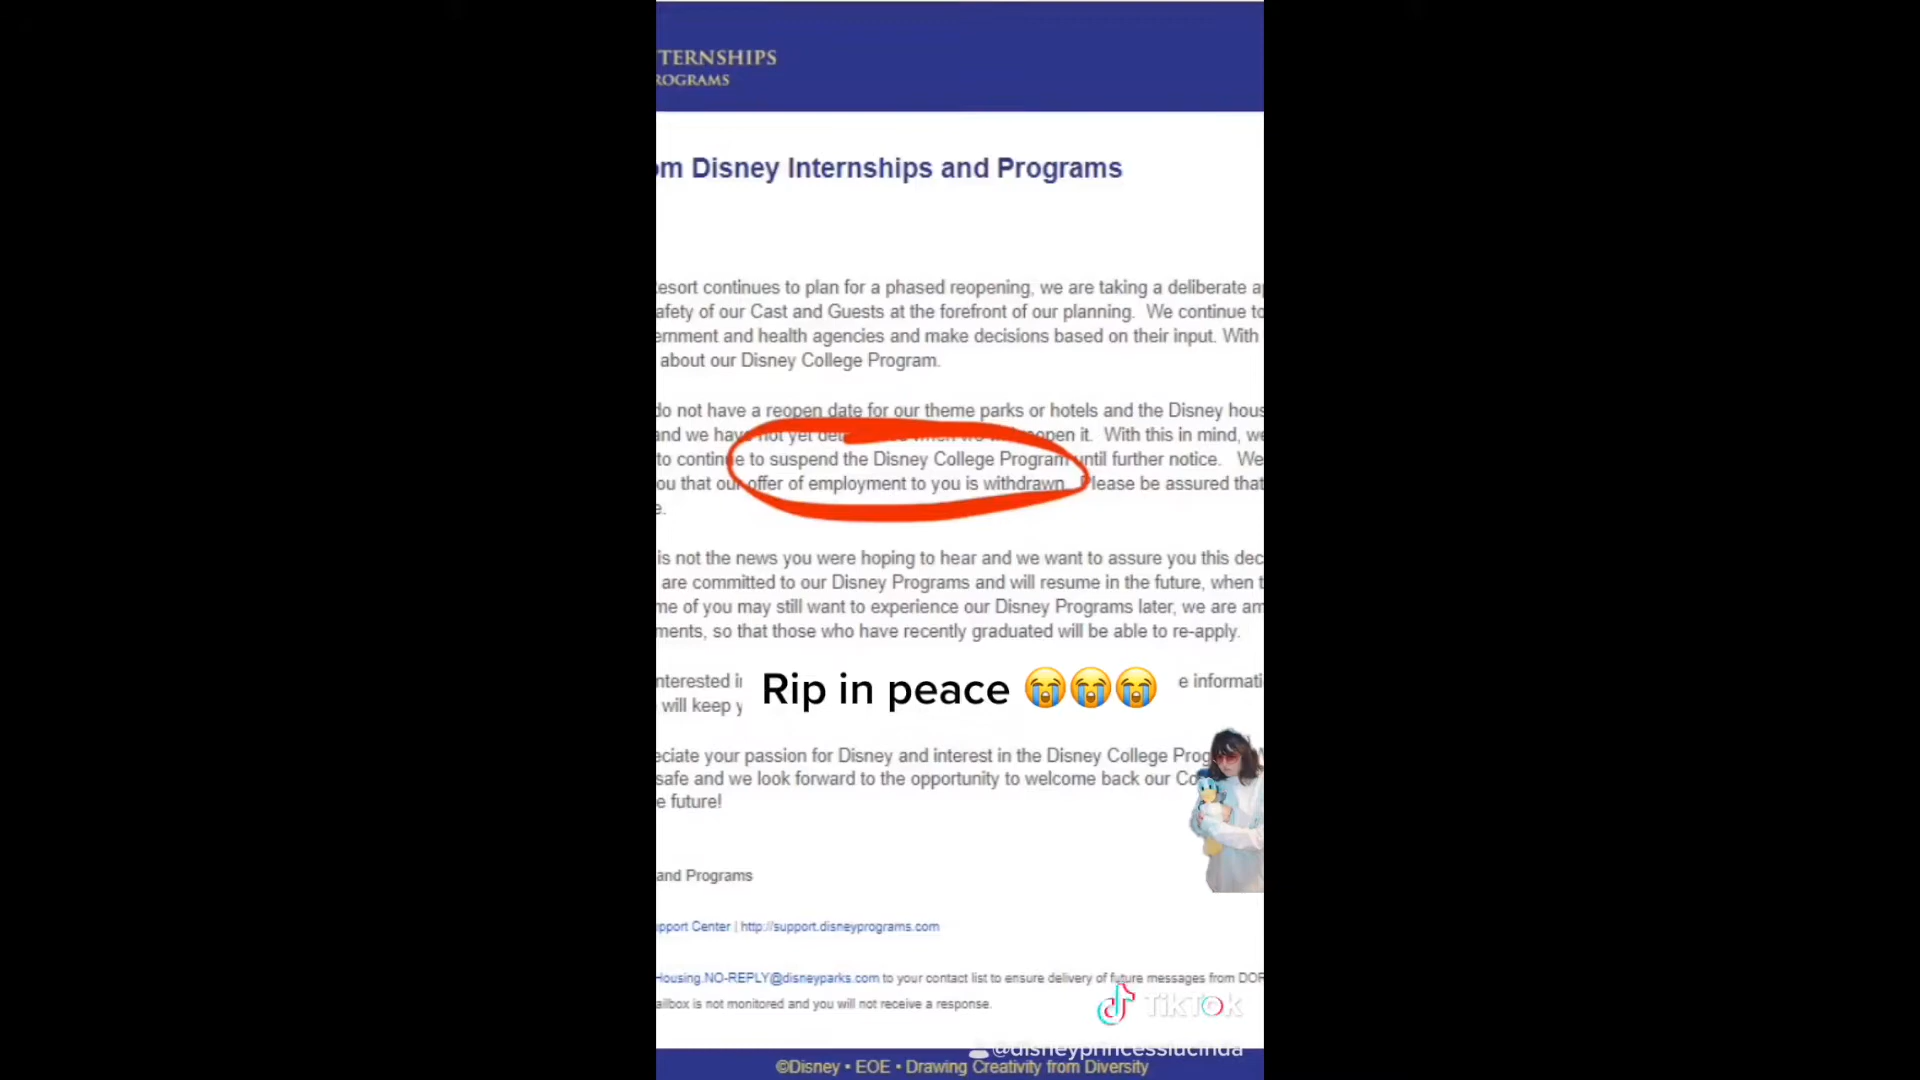 TERNSHIPS
ROGRAMS
om Disney Internships and Programs
esort continues to plan for a phased reopening, we are taking a deliberate a
afety of our Cast and Guests at the forefront of our planning. We continue to
ernment and health agencies and make decisions based on their input. With
about our Disney College Program.
do not have a reopen date for our theme parks or hotels and the Disney hous
and we have not yet open it. With this in mind, we
to continue to suspend the Disney College Program until further notice. We
ou that our offer of employment to you is withdrawn. Please be assured that
e.
is not the news you were hoping to hear and we want to assure you this dec
are committed to our Disney Programs and will resume in the future, when t
me of you may still want to experience our Disney Programs later, we are am
ments, so that those who have recently graduated will be able to re-apply.
nterested i
Rip in peace 😭😭😭
e informati
will keep y
eciate your passion for Disney and interest in the Disney College Prog
safe and we look forward to the opportunity to welcome back our Co
e future!
and Programs
pport Center | http://support.disneyprograms.com
Housing.NO-REPLY@disneyparks.com to your contact list to ensure delivery of future messages from DOR
ailbox is not monitored and you will not receive a response.
TikTok
@disneyprincesslucinda
©Disney • EOE • Drawing Creativity from Diversity